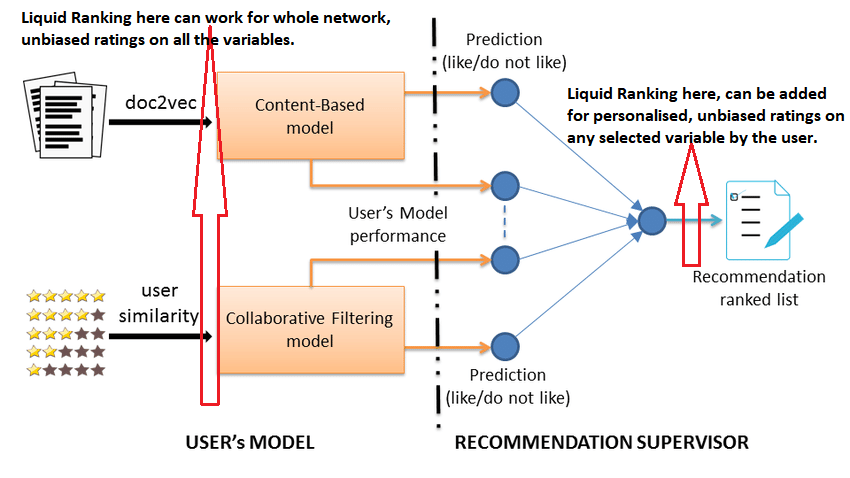 Liquid Ranking here can work for whole network,
unbiased ratings on all the variables.
Prediction
(like/do not like)
doc2vec
Content-Based
model
Liquid Ranking here, can be added
for personalised, unbiased ratings on
any selected variable by the user.
User's Model
performance
user
similarity
Collaborative Filtering
model
Recommendation
ranked list
Prediction
(like/do not like)
USER's MODEL
RECOMMENDATION SUPERVISOR